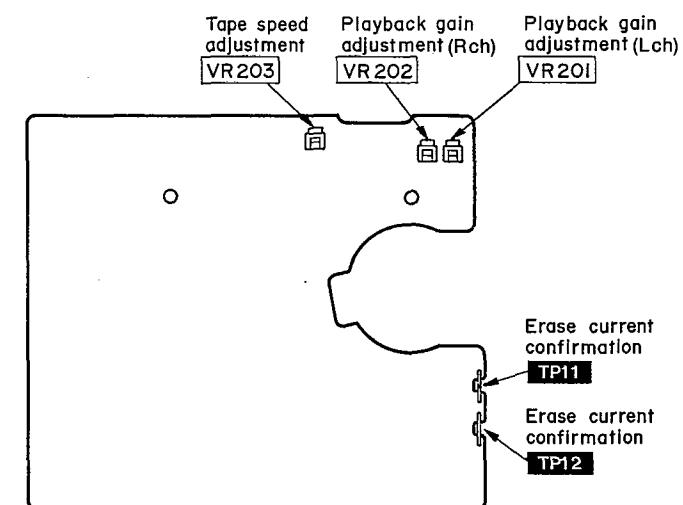 Tape speed
adjustment
VR203
Playback gain
adjustment (Rch)
VR202
Playback gain
adjustment (Lch)
VR201
Erase current
confirmation
TP11
Erase current
confirmation
TP12